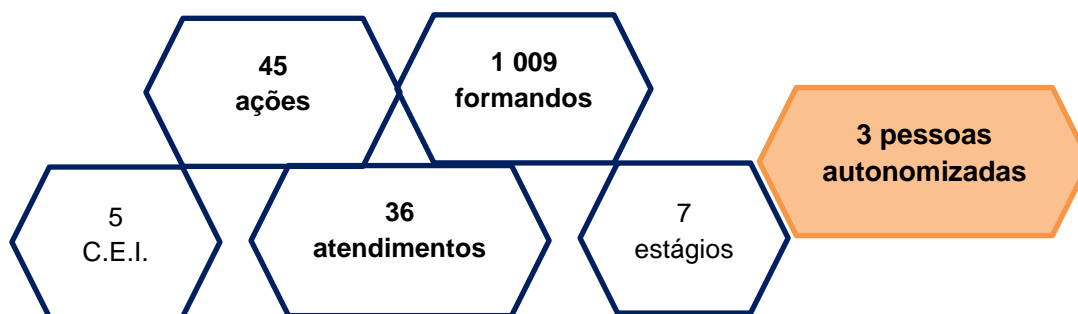 45
ações
1 009
formandos
3 pessoas
autonomizadas
5
C.E.I.
36
atendimentos
7
estágios